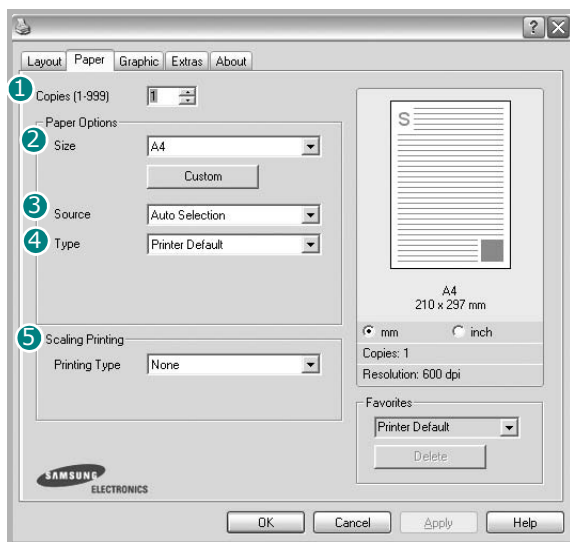 ?
Layout Paper Graphic Extras About
1 Copies (1-999) 1
Paper Options
2 Size A4
Custom
3 Source Auto Selection
4 Type Printer Default
5 Scaling Printing
Printing Type None
S
A4
210 x 297 mm
mm inch
Copies: 1
Resolution: 600 dpi
Favorites
Printer Default
Delete
SAMSUNG
ELECTRONICS
OK Cancel Apply Help